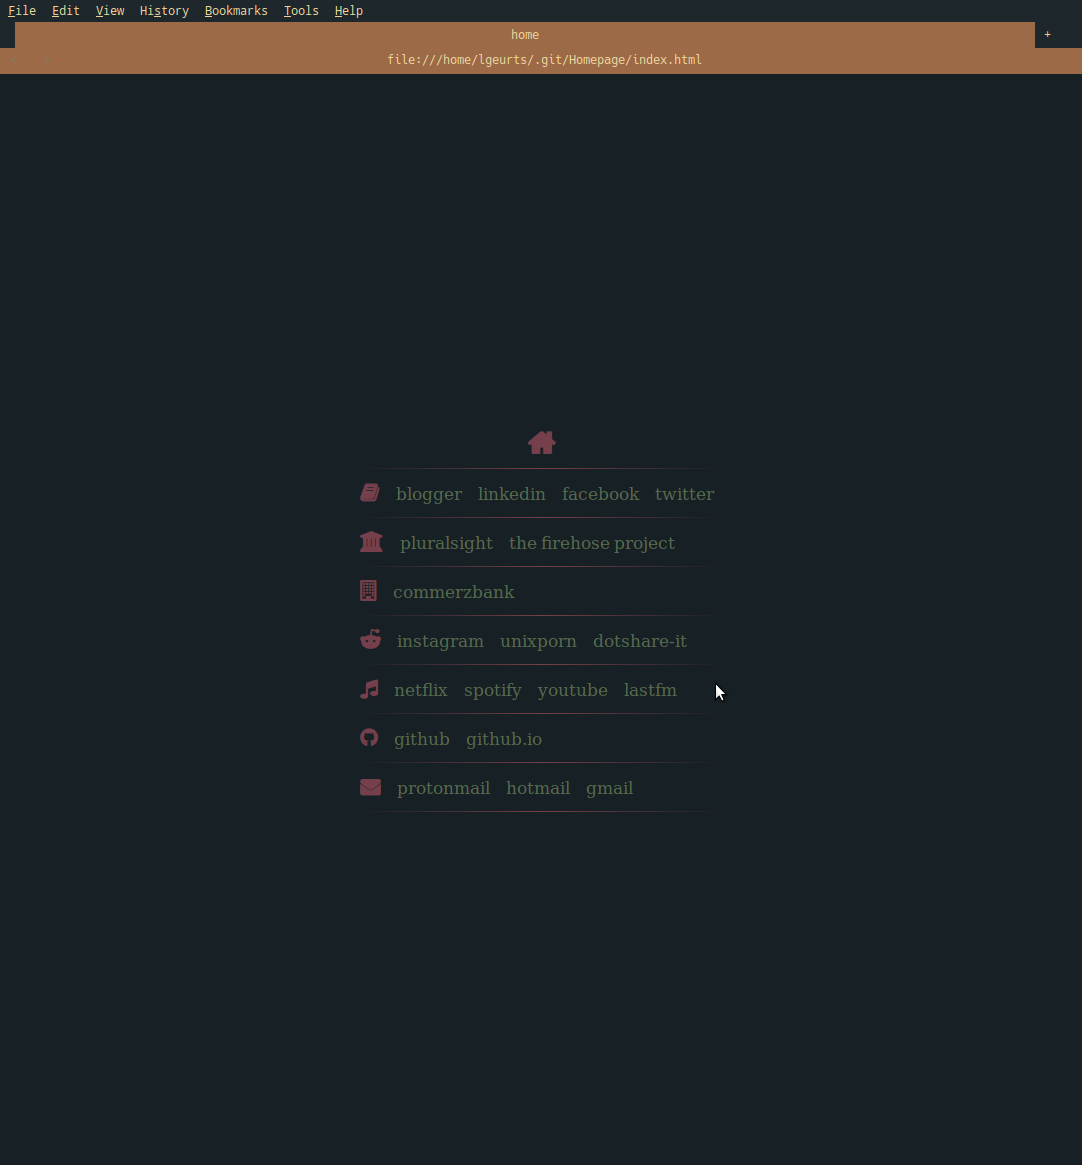 File Edit View History Bookmarks Tools Help
home +
file:///home/lgeurts/.git/Homepage/index.html
blogger linkedin facebook twitter
pluralsight the firehose project
commerzbank
instagram unixporn dotshare-it
netflix spotify youtube lastfm
github github.io
protonmail hotmail gmail